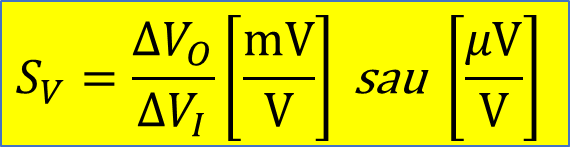 S_V = ΔV_O / ΔV_I [mV / V] sau [μV / V]